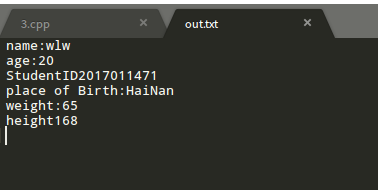 3.cpp × out.txt ×
name:wlw
age:20
StudentID2017011471
place of Birth:HaiNan
weight:65
height168